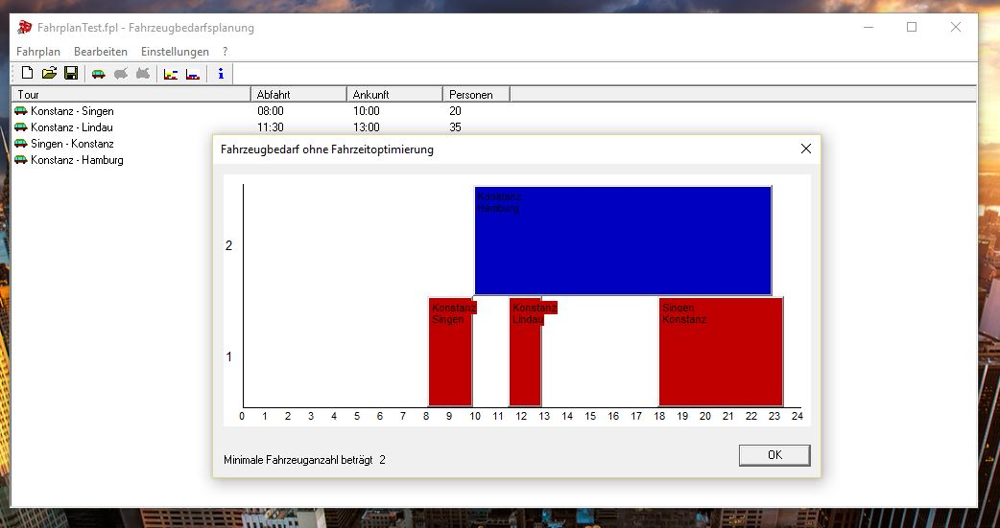 FahrplanTest.fpl - Fahrzeugbedarfsplanung
Fahrplan Bearbeiten Einstellungen ?
Tour Abfahrt Ankunft Personen
Konstanz - Singen 08:00 10:00 20
Konstanz - Lindau 11:30 13:00 35
Singen - Konstanz
Konstanz - Hamburg
Fahrzeugbedarf ohne Fahrzeitoptimierung
Konstanz
Hamburg
2
Konstanz
Singen
Konstanz
Lindau
Singen
Konstanz
1
0 1 2 3 4 5 6 7 8 9 10 11 12 13 14 15 16 17 18 19 20 21 22 23 24
Minimale Fahrzeuganzahl beträgt 2
OK